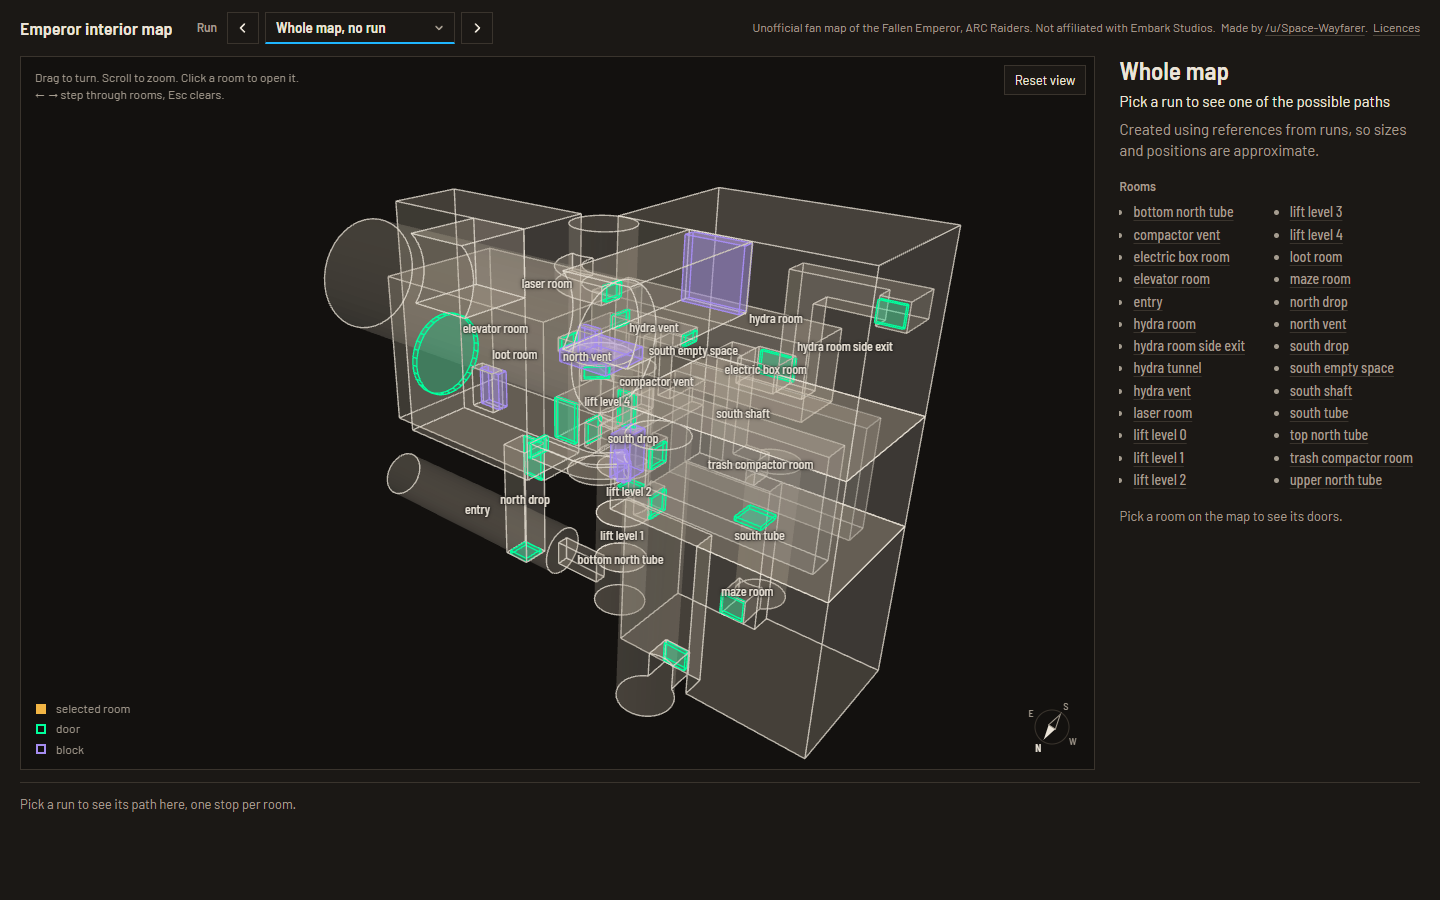 Emperor interior map
Run
Whole map, no run
Unofficial fan map of the Fallen Emperor, ARC Raiders. Not affiliated with Embark Studios. Made by /u/Space-Wayfarer. Licences
Drag to turn. Scroll to zoom. Click a room to open it.
← → step through rooms, Esc clears.
Reset view
laser room
elevator room
hydra vent
hydra room
loot room
north vent
south empty space
hydra room side exit
electric box room
compactor vent
lift level 4
south shaft
south drop
trash compactor room
lift level 2
north drop
entry
lift level 1
south tube
bottom north tube
maze room
selected room
door
block
E
S
N
W
Whole map
Pick a run to see one of the possible paths
Created using references from runs, so sizes
and positions are approximate.
Rooms
bottom north tube
compactor vent
electric box room
elevator room
entry
hydra room
hydra room side exit
hydra tunnel
hydra vent
laser room
lift level 0
lift level 1
lift level 2
lift level 3
lift level 4
loot room
maze room
north drop
north vent
south drop
south empty space
south shaft
south tube
top north tube
trash compactor room
upper north tube
Pick a room on the map to see its doors.
Pick a run to see its path here, one stop per room.